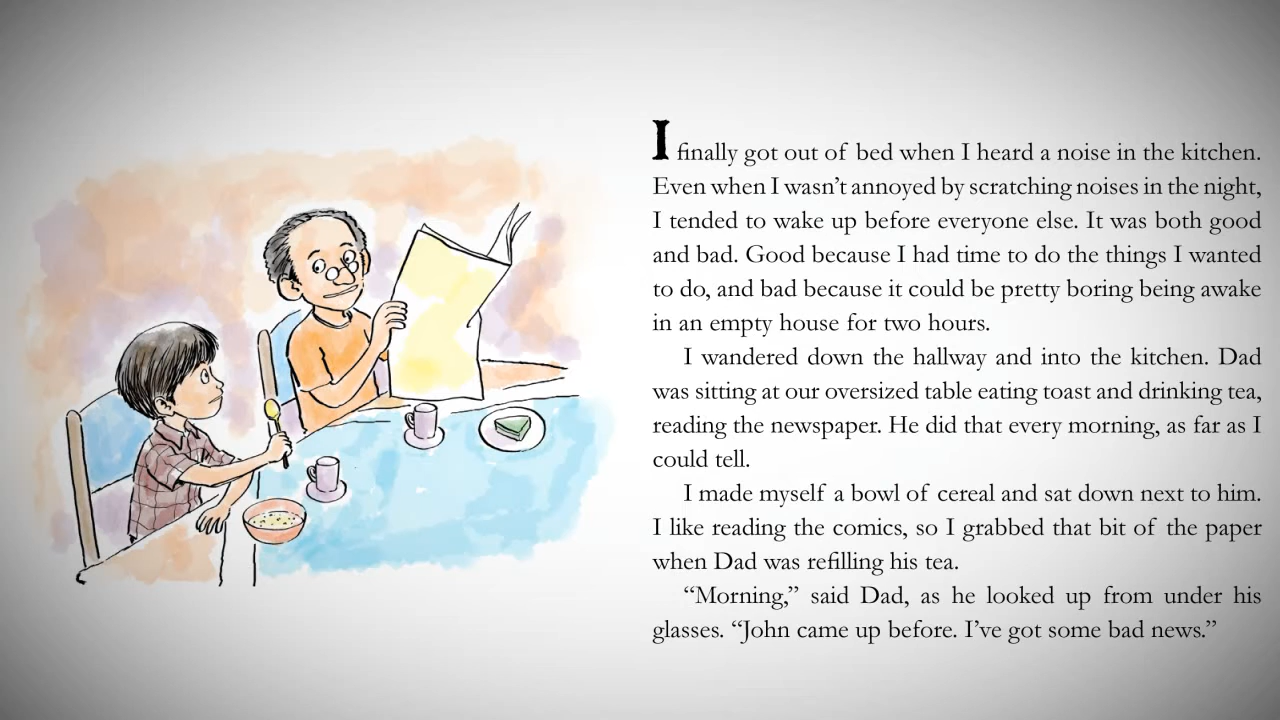 I finally got out of bed when I heard a noise in the kitchen.
Even when I wasn’t annoyed by scratching noises in the night,
I tended to wake up before everyone else. It was both good
and bad. Good because I had time to do the things I wanted
to do, and bad because it could be pretty boring being awake
in an empty house for two hours.
I wandered down the hallway and into the kitchen. Dad
was sitting at our oversized table eating toast and drinking tea,
reading the newspaper. He did that every morning, as far as I
could tell.
I made myself a bowl of cereal and sat down next to him.
I like reading the comics, so I grabbed that bit of the paper
when Dad was refilling his tea.
“Morning,” said Dad, as he looked up from under his
glasses. “John came up before. I’ve got some bad news.”